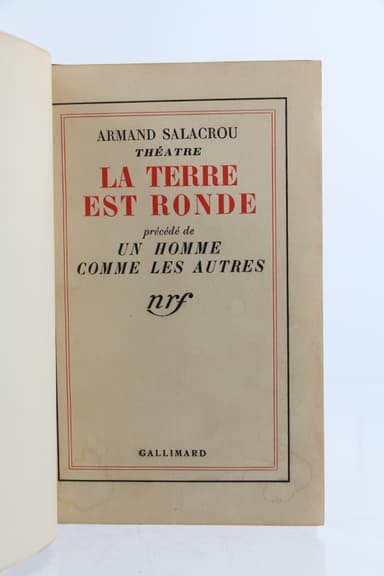 ARMAND SALACROU
THÉATRE
LA TERRE
EST RONDE
précédé de
UN HOMME
COMME LES AUTRES
nrf
GALLIMARD